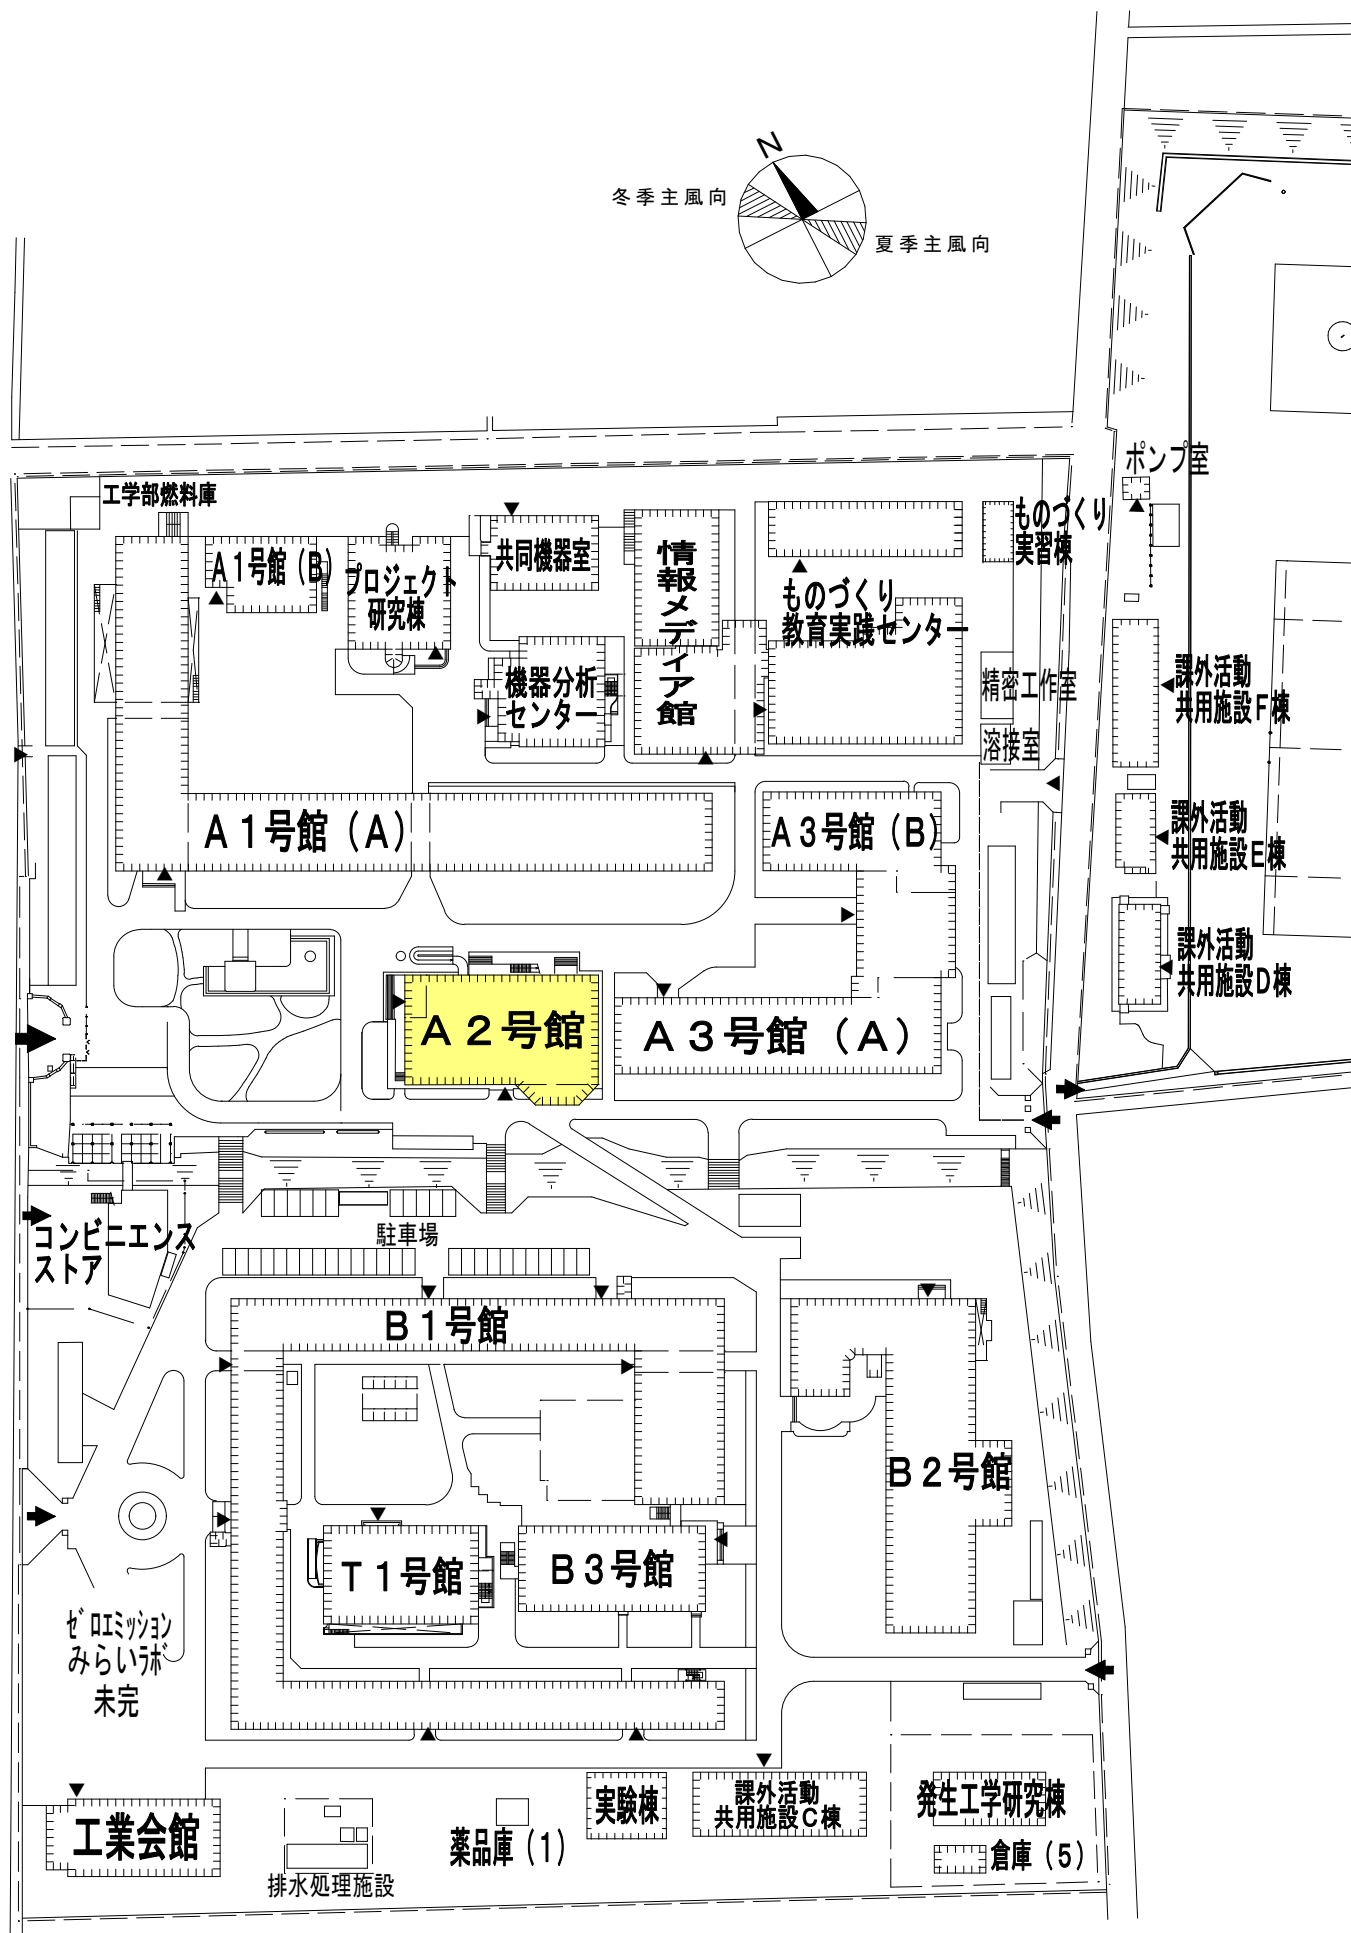 N
冬季主風向
夏季主風向
ポンプ室
工学部燃料庫
A1号館(B)
プロジェクト
研究棟
共同機器室
情報メディア館
ものづくり
実習棟
ものづくり
教育実践センター
機器分析
センター
精密工作室
溶接室
課外活動
共用施設F棟
A1号館(A)
A3号館(B)
課外活動
共用施設E棟
課外活動
共用施設D棟
A2号館
A3号館(A)
コンビニエンス
ストア
駐車場
B1号館
B2号館
T1号館
B3号館
ゼロエミッション
みらいラボ
未完
工業会館
排水処理施設
薬品庫(1)
実験棟
課外活動
共用施設C棟
発生工学研究棟
倉庫(5)